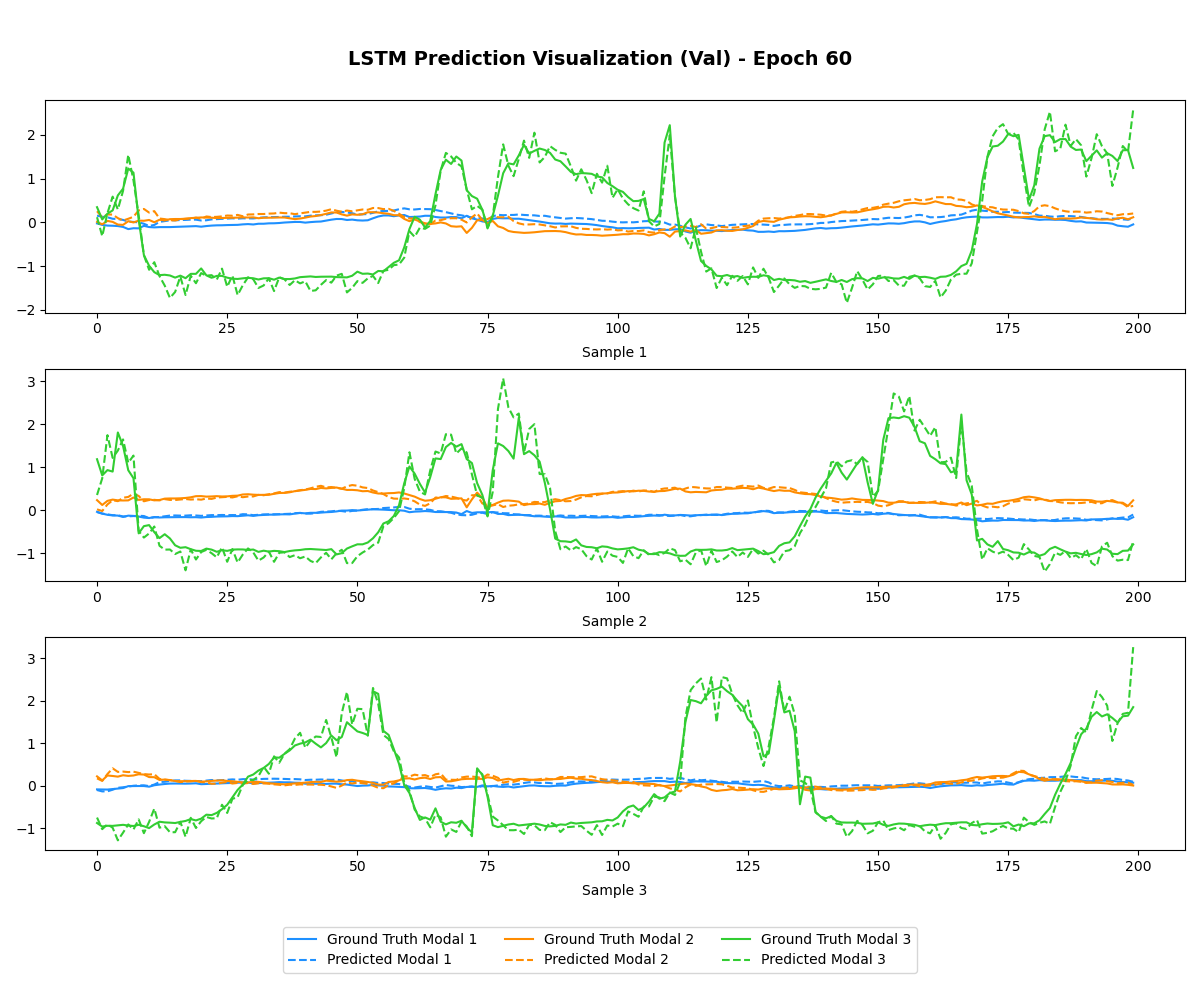 LSTM Prediction Visualization (Val) - Epoch 60
2
1
0
−1
−2
0 25 50 75 100 125 150 175 200
Sample 1
3
2
1
0
−1
0 25 50 75 100 125 150 175 200
Sample 2
3
2
1
0
−1
0 25 50 75 100 125 150 175 200
Sample 3
Ground Truth Modal 1 Ground Truth Modal 2 Ground Truth Modal 3
Predicted Modal 1 Predicted Modal 2 Predicted Modal 3